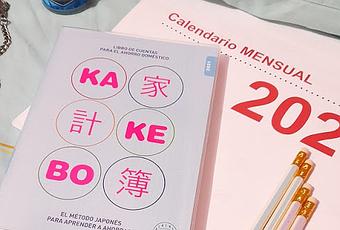 LIBRO DE CUENTAS
PARA EL AHORRO DOMÉSTICO
KA 家
計 KE
BO 簿
EL MÉTODO JAPONÉS
PARA APRENDER A AHORRAR
Calendario MENSUAL
202